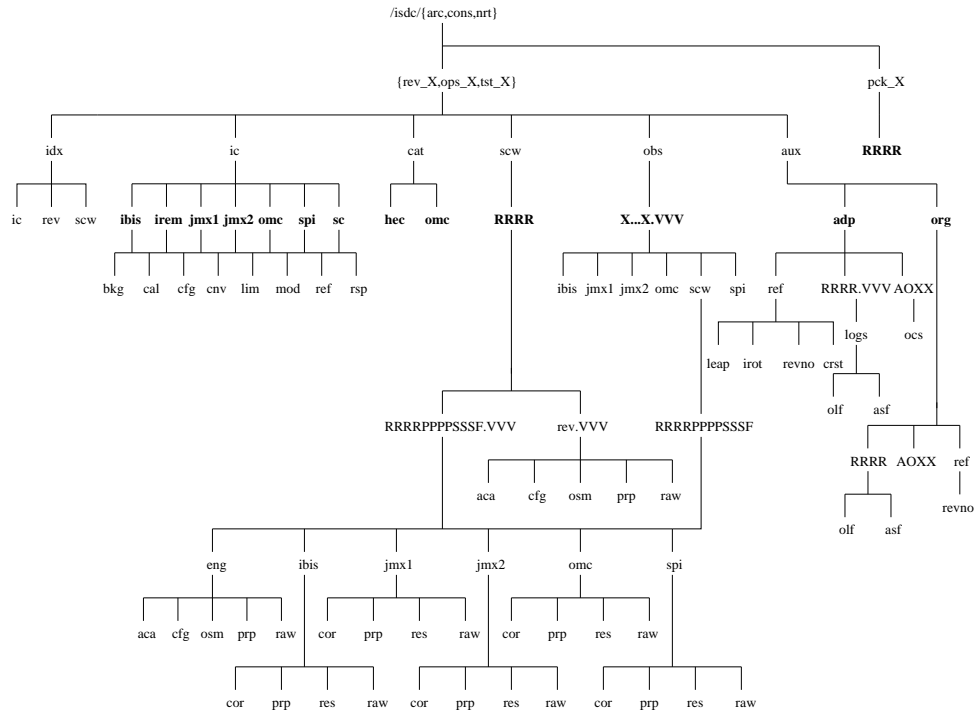 /isdc/{arc,cons,nrt}
{rev_X,ops_X,tst_X} pck_X
idx ic cat scw obs aux RRRR
ic rev scw ibis irem jmx1 jmx2 omc spi sc hec omc RRRR X...X.VVV adp org
bkg cal cfg cnv lim mod ref rsp ibis jmx1 jmx2 omc scw spi ref RRRR.VVV AOXX
logs ocs
leap irot revno crst
olf asf
RRRRPPPPSSSF.VVV rev.VVV RRRRPPPPSSSF
RRRR AOXX ref
aca cfg osm prp raw
revno
olf asf
eng ibis jmx1 jmx2 omc spi
aca cfg osm prp raw cor prp res raw cor prp res raw
cor prp res raw cor prp res raw cor prp res raw